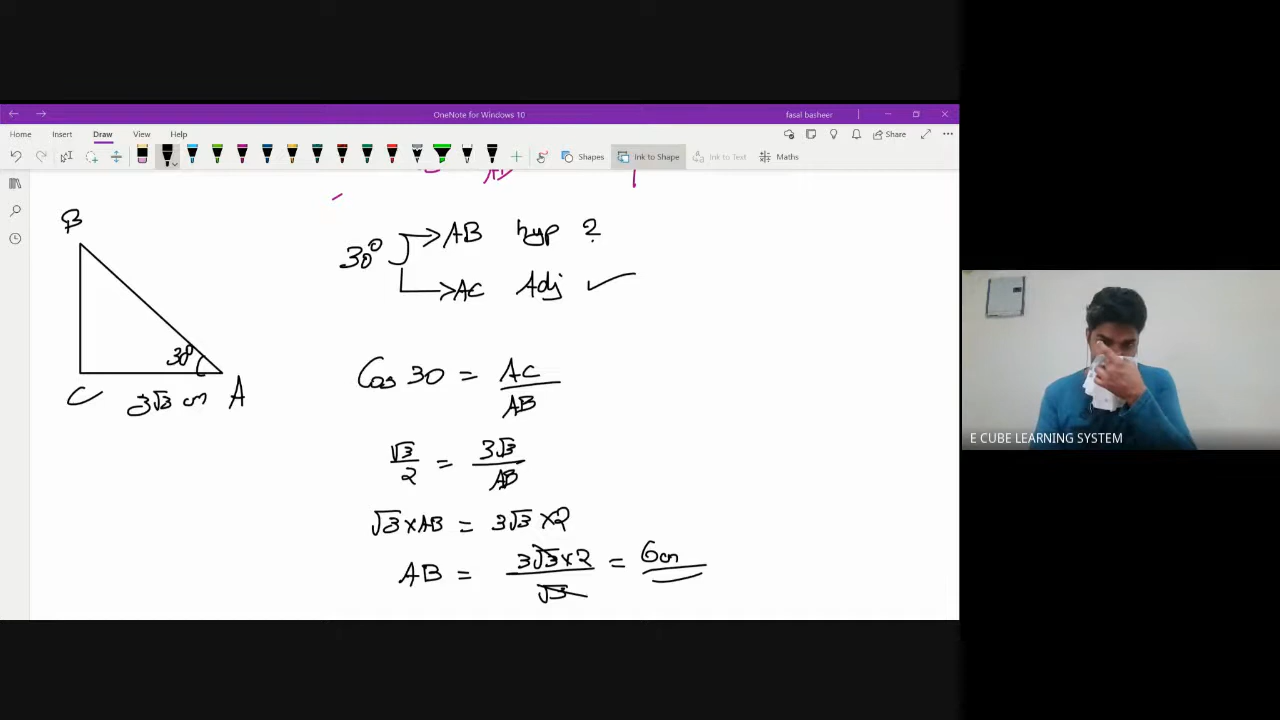 OneNote for Windows 10
fasal basheer
Home Insert Draw View Help
Share
Shapes Ink to Shape Ink to Text Maths
B
30° AB hyp ?
AC Adj ✓
30°
C 3√3 cm A
Cos 30 = AC/AB
√3/2 = 3√3/AB
√3 × AB = 3√3 × 2
AB = 3√3×2/√3 = 6cm
E CUBE LEARNING SYSTEM